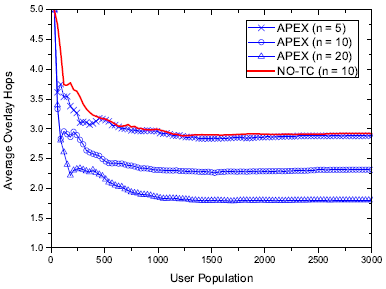 5.0
4.5
4.0
3.5
3.0
2.5
2.0
1.5
1.0
Average Overlay Hops
APEX (n = 5)
APEX (n = 10)
APEX (n = 20)
NO-TC (n = 10)
0 500 1000 1500 2000 2500 3000
User Population